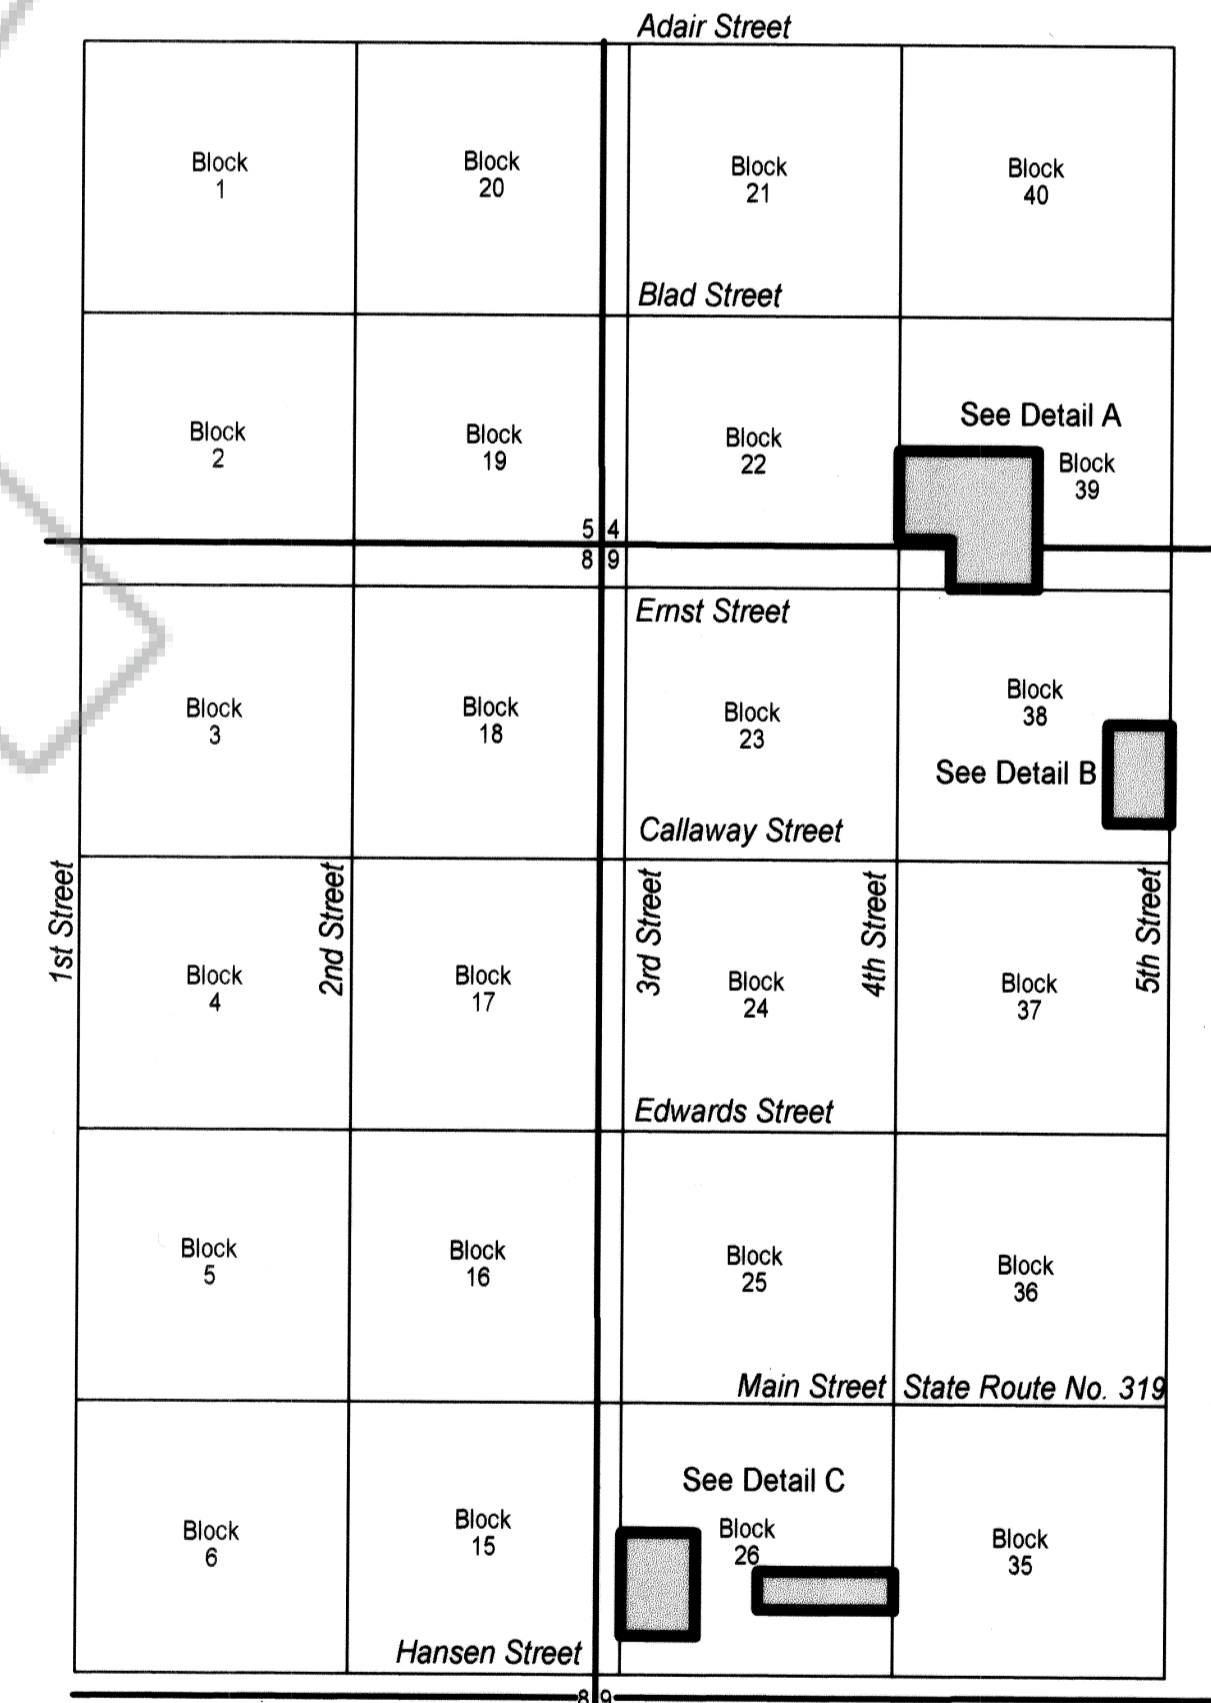 Adair Street
Block
1
Block
20
Block
21
Block
40
Blad Street
See Detail A
Block
2
Block
19
Block
22
Block
39
5 4
8 9
Ernst Street
Block
3
Block
18
Block
23
Block
38
See Detail B
Callaway Street
1st Street
2nd Street
3rd Street
4th Street
5th Street
Block
4
Block
17
Block
24
Block
37
Edwards Street
Block
5
Block
16
Block
25
Block
36
Main Street State Route No. 319
See Detail C
Block
6
Block
15
Block
26
Block
35
Hansen Street
8 9